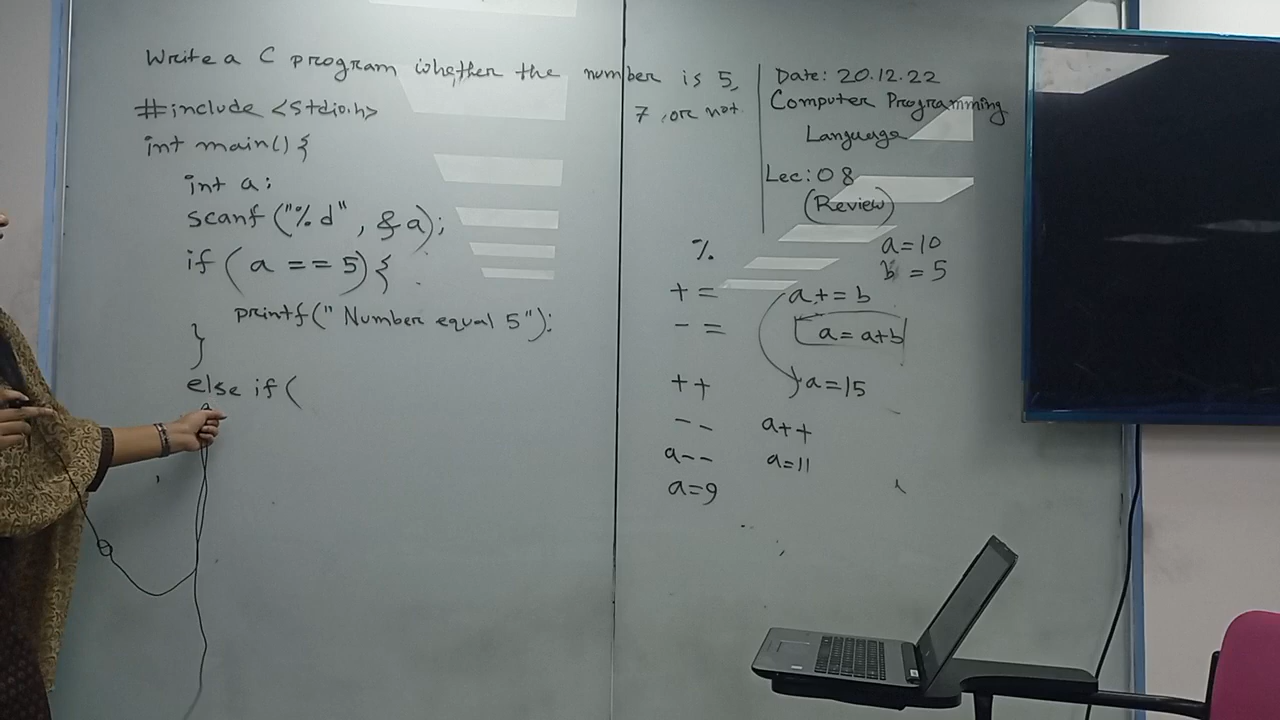 Write a C program whether the number is 5,
7, or not
#include <stdio.h>
int main() {
int a;
scanf ("%d", &a);
if (a == 5) {
printf(" Number equal 5");
}
else if (
Date: 20.12.22
Computer Programming
Language
Lec: 08
(Review)
%
a=10
b = 5
+=
a+=b
-=
a=a+b
++
a=15
--
a++
a--
a=11
a=9